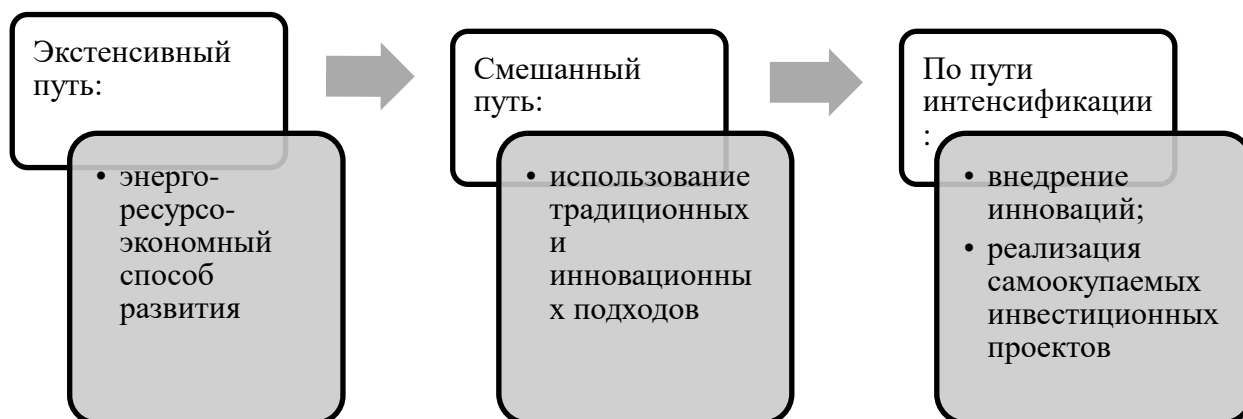 Экстенсивный
путь:
• энерго-
ресурсо-
экономный
способ
развития
Смешанный
путь:
• использование
традиционных
и
инновационны
х подходов
По пути
интенсификации
:
• внедрение
инноваций;
• реализация
самоокупаемых
инвестиционных
проектов